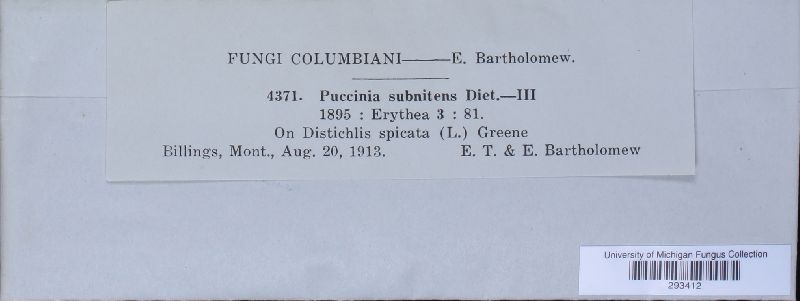 FUNGI COLUMBIANI——E. Bartholomew.
4371. Puccinia subnitens Diet.—III
1895 : Erythea 3 : 81.
On Distichlis spicata (L.) Greene
Billings, Mont., Aug. 20, 1913. E. T. & E. Bartholomew
University of Michigan Fungus Collection
293412